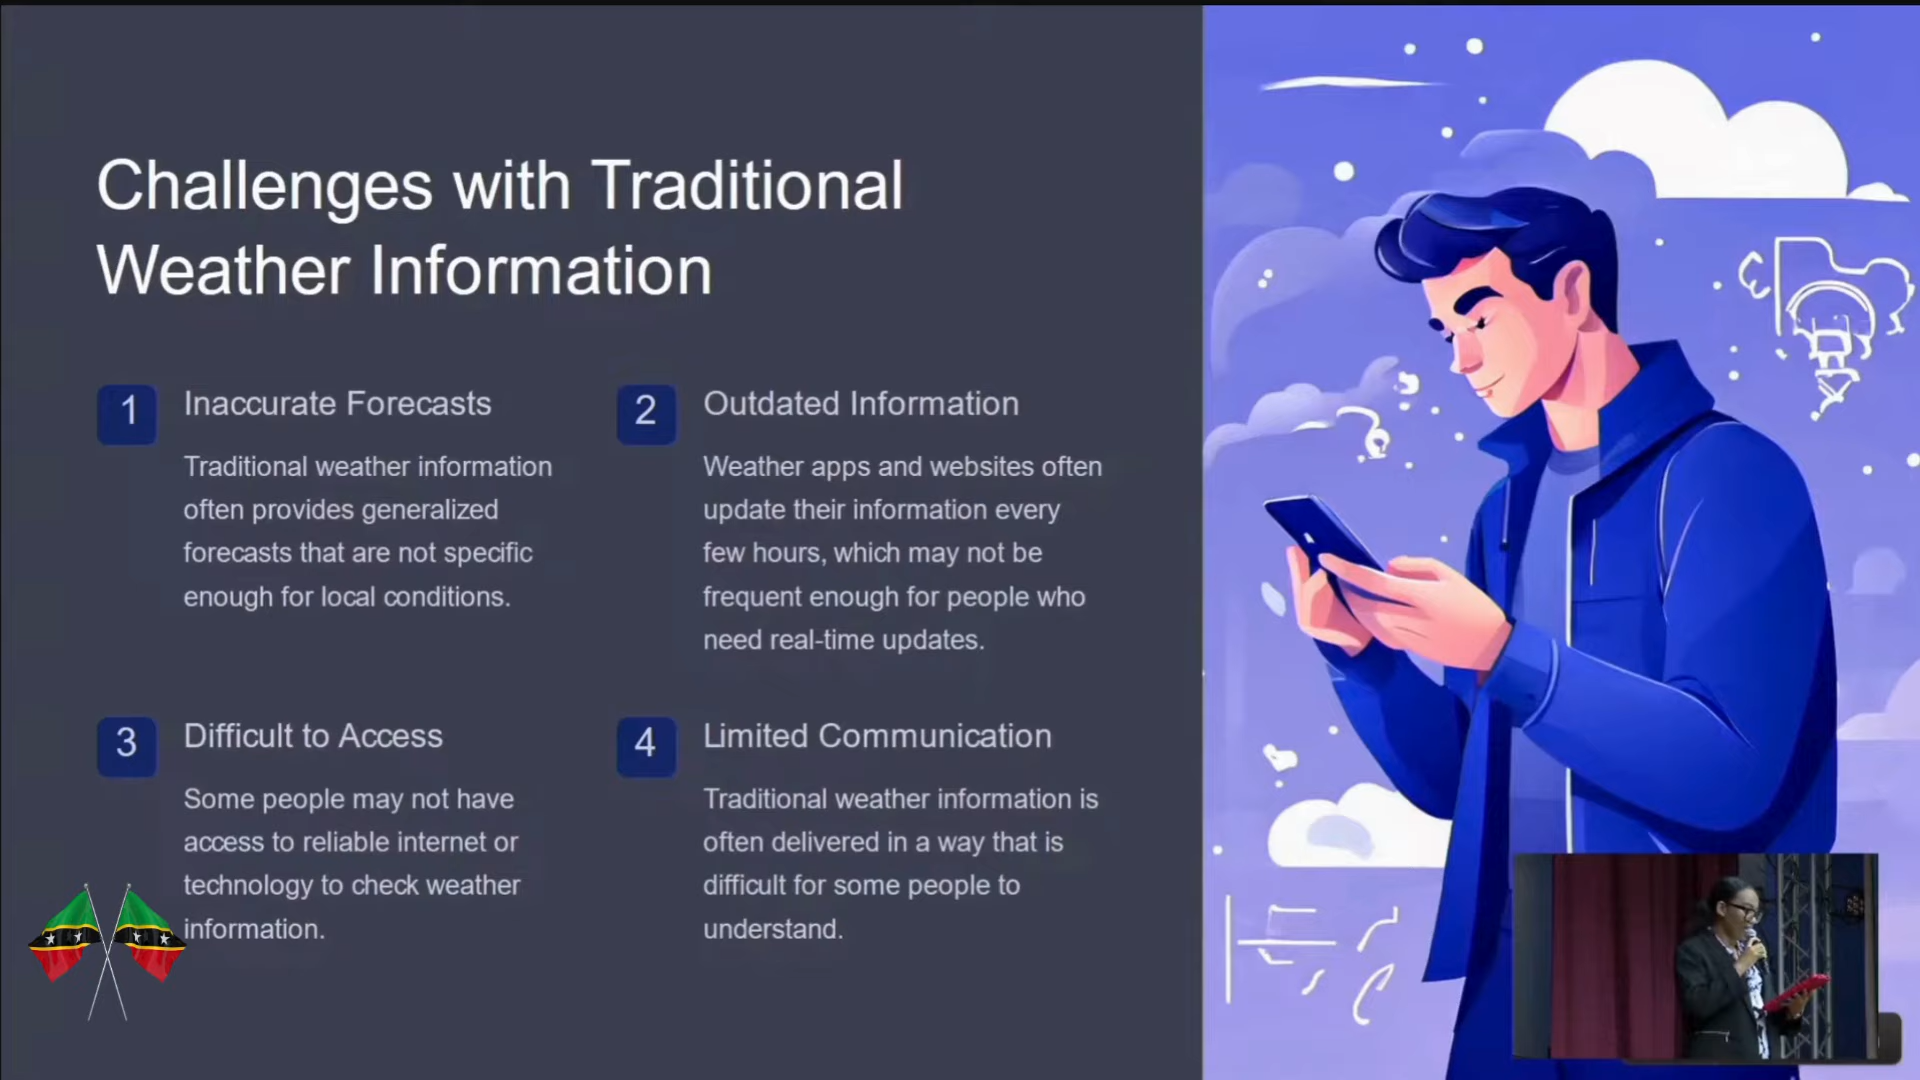 Challenges with Traditional
Weather Information
1
Inaccurate Forecasts
Traditional weather information
often provides generalized
forecasts that are not specific
enough for local conditions.
2
Outdated Information
Weather apps and websites often
update their information every
few hours, which may not be
frequent enough for people who
need real-time updates.
3
Difficult to Access
Some people may not have
access to reliable internet or
technology to check weather
information.
4
Limited Communication
Traditional weather information is
often delivered in a way that is
difficult for some people to
understand.